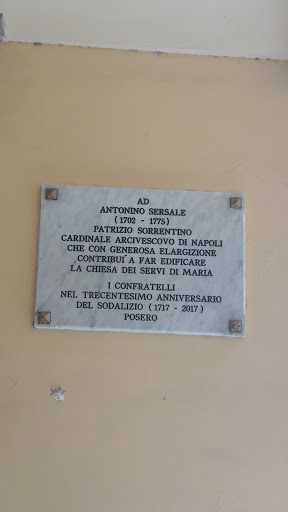 AD
ANTONINO SERSALE
(1702 - 1775)
PATRIZIO SORRENTINO
CARDINALE ARCIVESCOVO DI NAPOLI
CHE CON GENEROSA ELARGIZIONE
CONTRIBUI´ A FAR EDIFICARE
LA CHIESA DEI SERVI DI MARIA
I CONFRATELLI
NEL TRECENTESIMO ANNIVERSARIO
DEL SODALIZIO (1717 - 2017)
POSERO